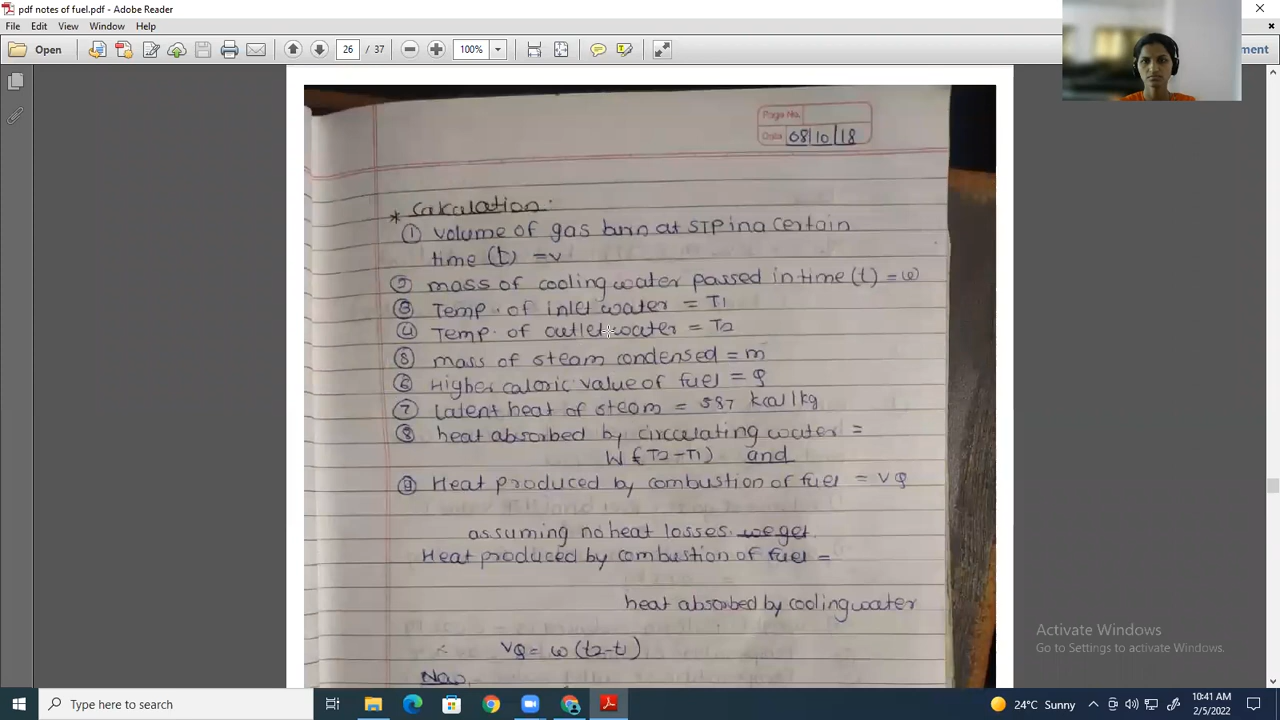 pdf notes of fuel.pdf - Adobe Reader
File Edit View Window Help
Open 26 / 37 100% ment
Page No.
Date 08/10/18
* Calculation:
① volume of gas burn at STP in a certain
time (t) = v
② mass of cooling water passed in time (t) = w
③ Temp. of inlet water = T1
④ Temp. of outlet water = T2
⑤ mass of steam condensed = m
⑥ Higher caloric value of fuel = Q
⑦ latent heat of steam = 587 kcal/kg
⑧ heat absorbed by circulating water =
W (T2-T1) and
⑨ Heat produced by combustion of fuel = VQ
assuming no heat losses. we get
Heat produced by combustion of fuel =
heat absorbed by cooling water
∴ VQ = w (t2-t1)
Now,
Activate Windows
Go to Settings to activate Windows.
Type here to search
24°C Sunny
10:41 AM
2/5/2022